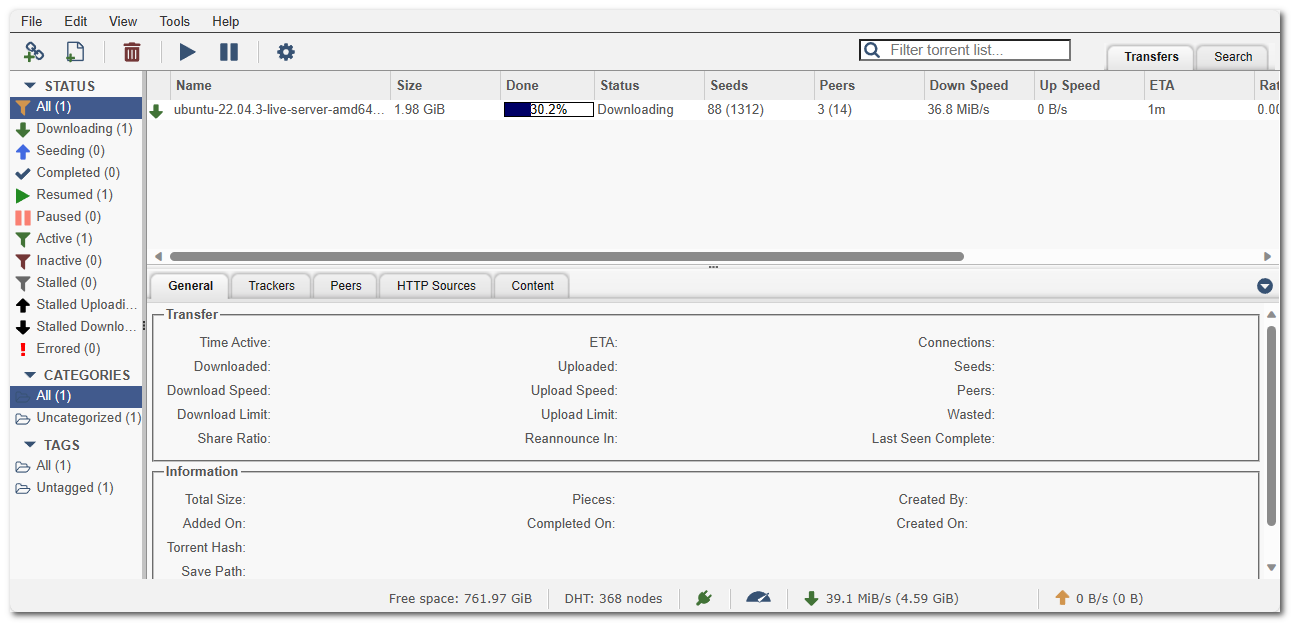 File Edit View Tools Help
Filter torrent list...
Transfers Search
STATUS
All (1)
Downloading (1)
Seeding (0)
Completed (0)
Resumed (1)
Paused (0)
Active (1)
Inactive (0)
Stalled (0)
Stalled Uploadi...
Stalled Downlo...
Errored (0)
CATEGORIES
All (1)
Uncategorized (1)
TAGS
All (1)
Untagged (1)
Name Size Done Status Seeds Peers Down Speed Up Speed ETA Rat
ubuntu-22.04.3-live-server-amd64... 1.98 GiB 30.2% Downloading 88 (1312) 3 (14) 36.8 MiB/s 0 B/s 1m 0.00
General Trackers Peers HTTP Sources Content
Transfer
Time Active: ETA: Connections:
Downloaded: Uploaded: Seeds:
Download Speed: Upload Speed: Peers:
Download Limit: Upload Limit: Wasted:
Share Ratio: Reannounce In: Last Seen Complete:
Information
Total Size: Pieces: Created By:
Added On: Completed On: Created On:
Torrent Hash:
Save Path:
Free space: 761.97 GiB DHT: 368 nodes 39.1 MiB/s (4.59 GiB) 0 B/s (0 B)